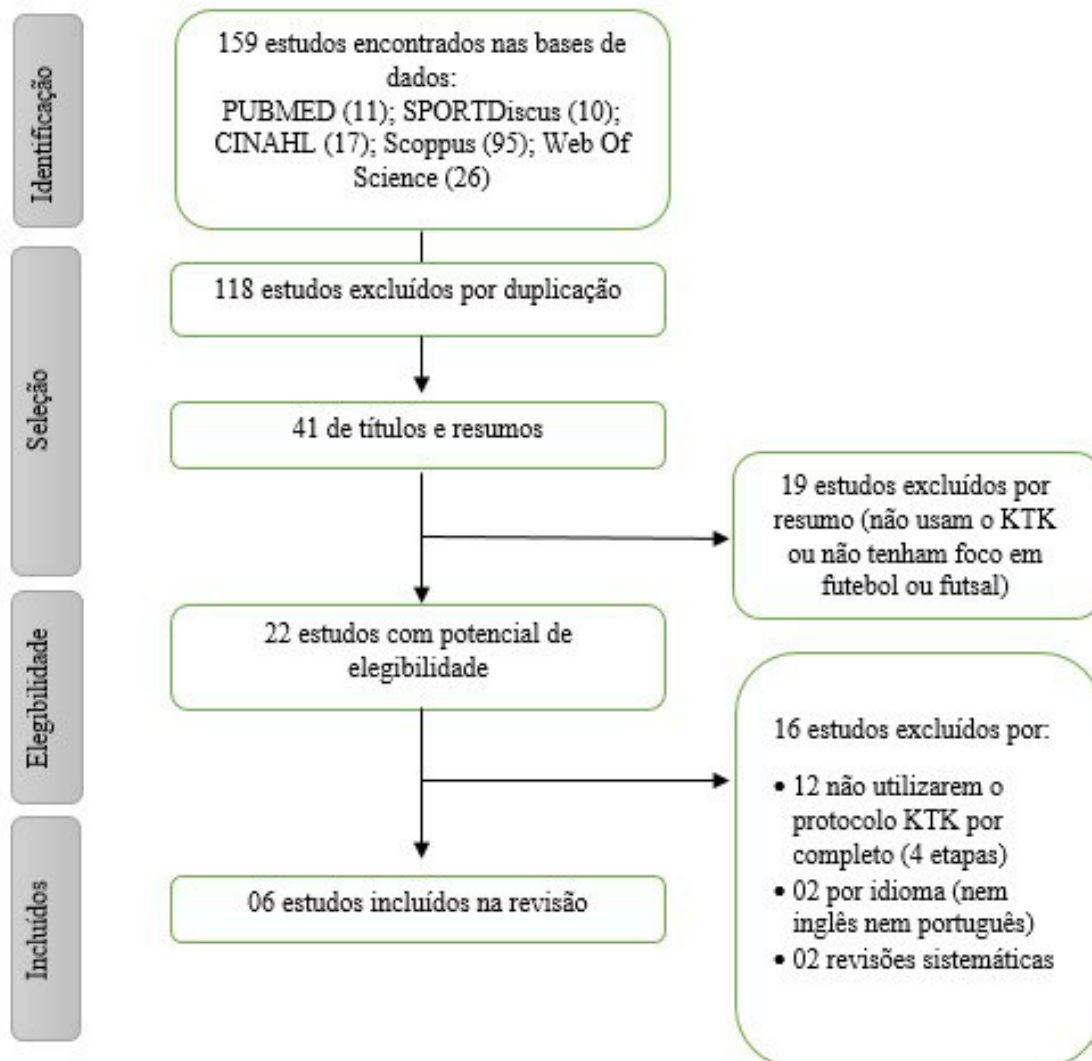 Identificação
159 estudos encontrados nas bases de
dados:
PUBMED (11); SPORTDiscus (10);
CINAHL (17); Scoppus (95); Web Of
Science (26)
Seleção
118 estudos excluídos por duplicação
41 de títulos e resumos
19 estudos excluídos por
resumo (não usam o KTK
ou não tenham foco em
futebol ou futsal)
Elegibilidade
22 estudos com potencial de
elegibilidade
16 estudos excluídos por:
• 12 não utilizarem o
protocolo KTK por
completo (4 etapas)
• 02 por idioma (nem
inglês nem português)
• 02 revisões sistemáticas
Incluídos
06 estudos incluídos na revisão